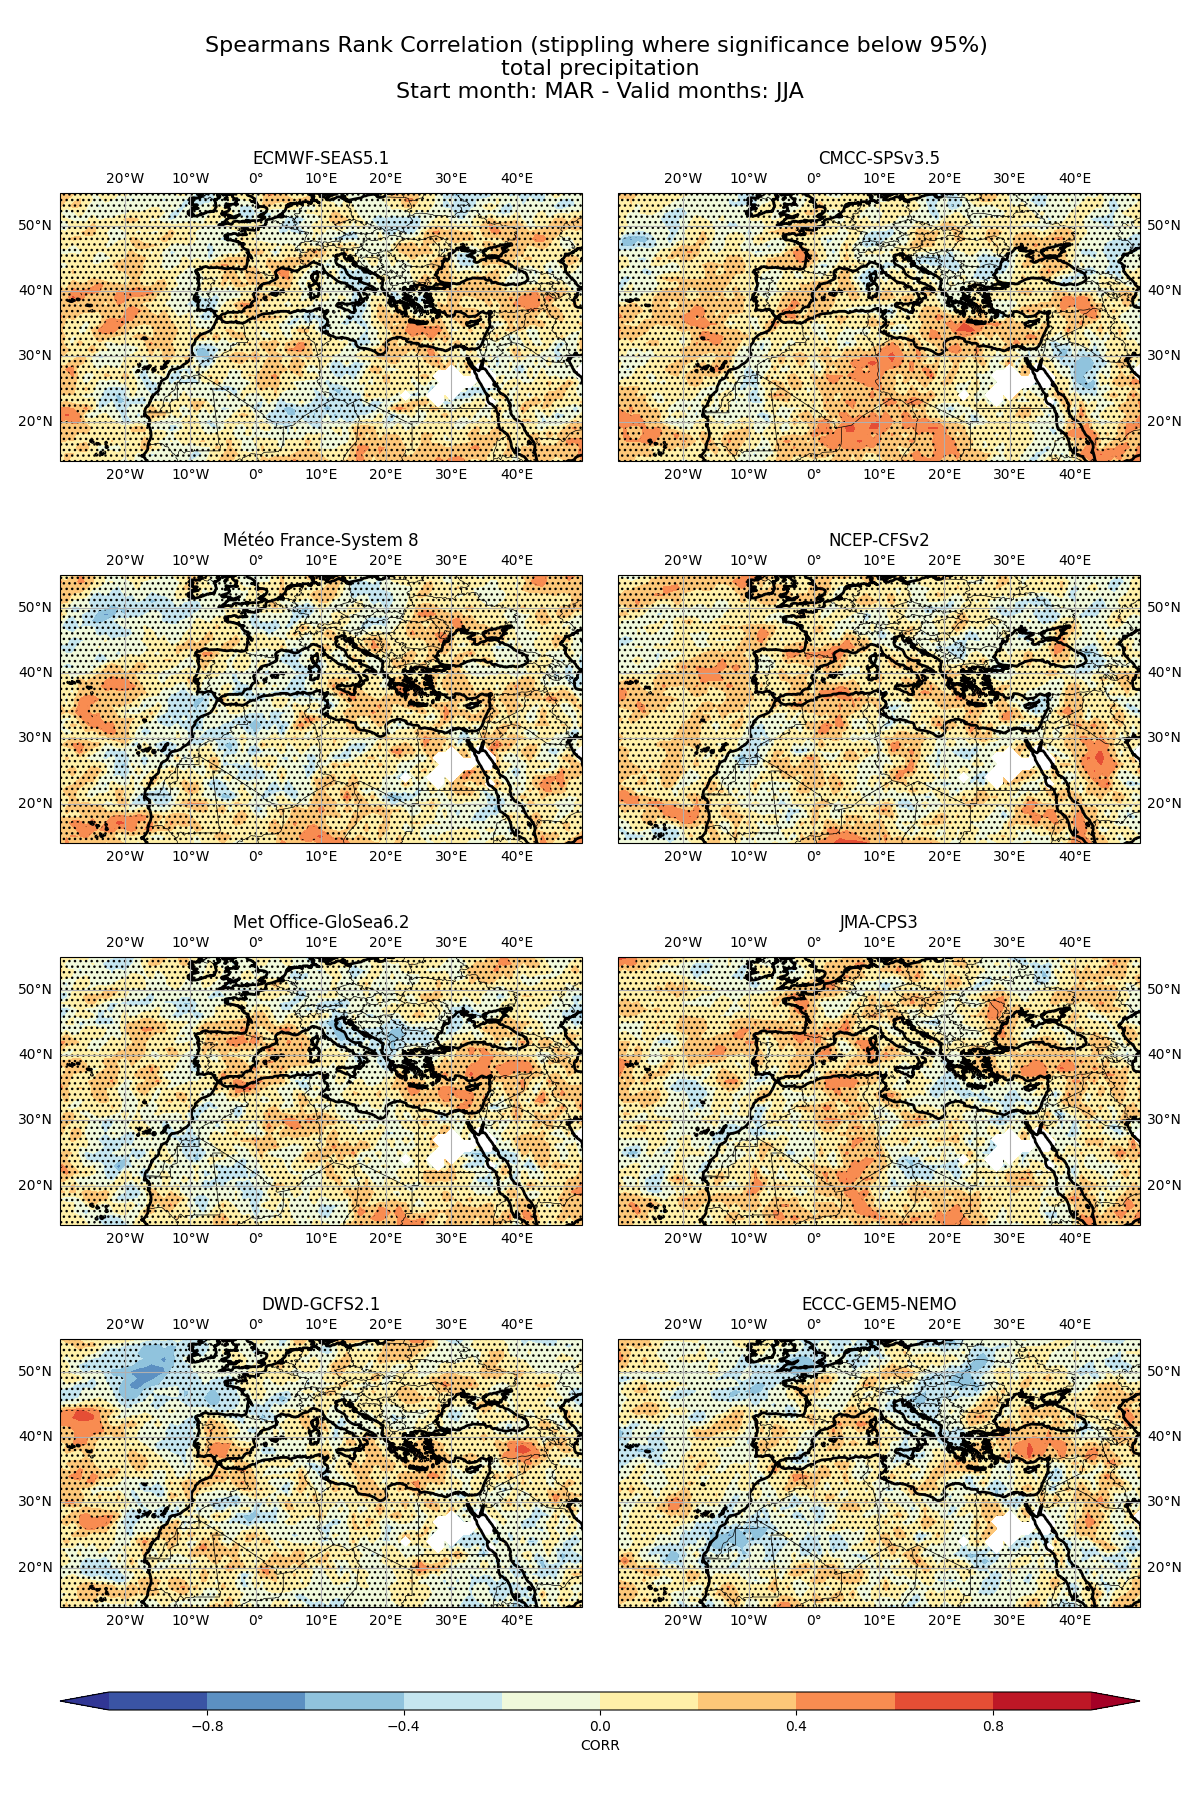 Spearmans Rank Correlation (stippling where significance below 95%)
total precipitation
Start month: MAR - Valid months: JJA
ECMWF-SEAS5.1
CMCC-SPSv3.5
20°W 10°W 0° 10°E 20°E 30°E 40°E
20°W 10°W 0° 10°E 20°E 30°E 40°E
50°N
50°N
40°N
40°N
30°N
30°N
20°N
20°N
20°W 10°W 0° 10°E 20°E 30°E 40°E
20°W 10°W 0° 10°E 20°E 30°E 40°E
Météo France-System 8
NCEP-CFSv2
20°W 10°W 0° 10°E 20°E 30°E 40°E
20°W 10°W 0° 10°E 20°E 30°E 40°E
50°N
50°N
40°N
40°N
30°N
30°N
20°N
20°N
20°W 10°W 0° 10°E 20°E 30°E 40°E
20°W 10°W 0° 10°E 20°E 30°E 40°E
Met Office-GloSea6.2
JMA-CPS3
20°W 10°W 0° 10°E 20°E 30°E 40°E
20°W 10°W 0° 10°E 20°E 30°E 40°E
50°N
50°N
40°N
40°N
30°N
30°N
20°N
20°N
20°W 10°W 0° 10°E 20°E 30°E 40°E
20°W 10°W 0° 10°E 20°E 30°E 40°E
DWD-GCFS2.1
ECCC-GEM5-NEMO
20°W 10°W 0° 10°E 20°E 30°E 40°E
20°W 10°W 0° 10°E 20°E 30°E 40°E
50°N
50°N
40°N
40°N
30°N
30°N
20°N
20°N
20°W 10°W 0° 10°E 20°E 30°E 40°E
20°W 10°W 0° 10°E 20°E 30°E 40°E
−0.8 −0.4 0.0 0.4 0.8
CORR